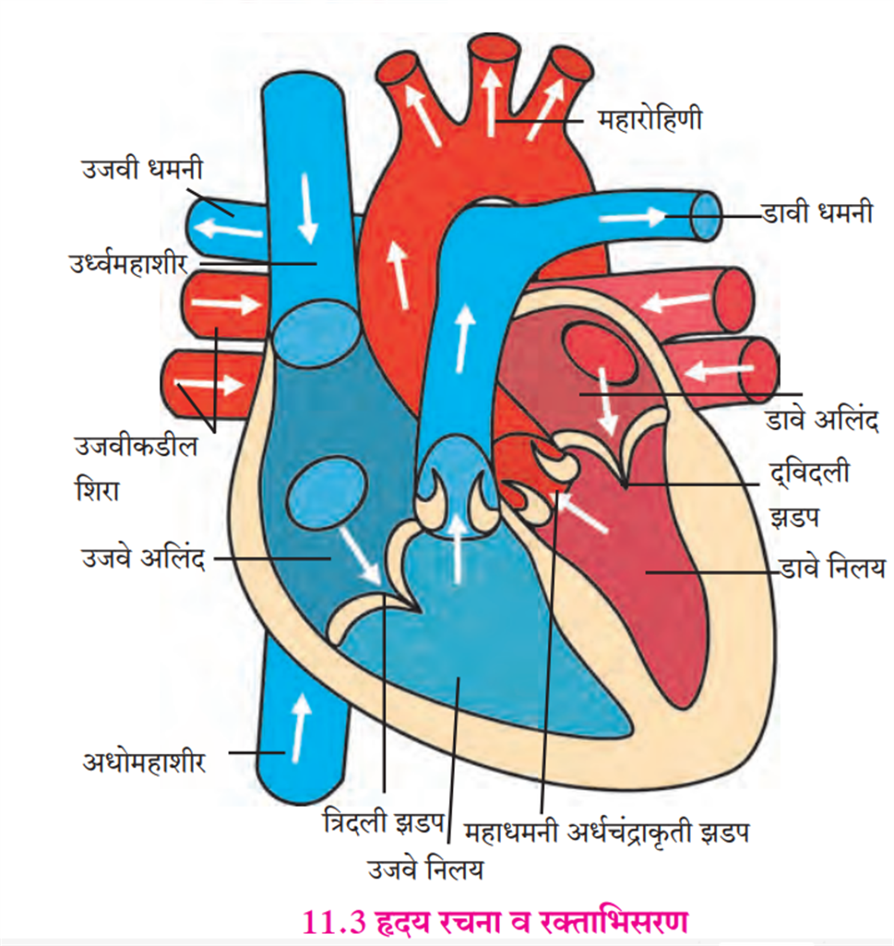 महारोहिणी
उजवी धमनी
डावी धमनी
उर्ध्वमहाशीर
डावे अलिंद
उजवीकडील
शिरा
द्विदली
झडप
उजवे अलिंद
डावे निलय
अधोमहाशीर
त्रिदली झडप
महाधमनी अर्धचंद्राकृती झडप
उजवे निलय
11.3 हृदय रचना व रक्ताभिसरण